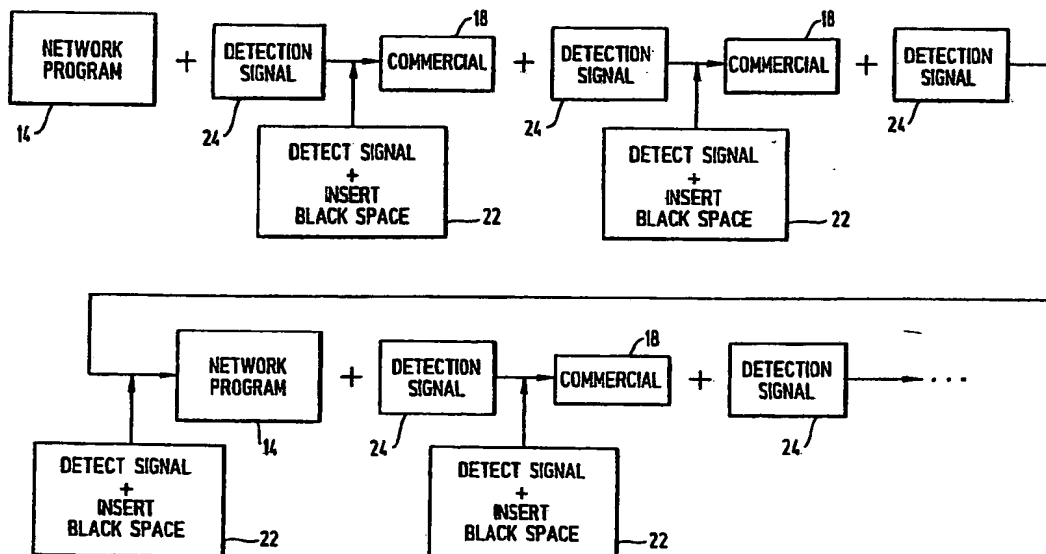 NETWORK
PROGRAM
14
+
DETECTION
SIGNAL
24
COMMERCIAL
18
+
DETECTION
SIGNAL
24
COMMERCIAL
18
+
DETECTION
SIGNAL
24
DETECT SIGNAL
+
INSERT
BLACK SPACE
22
DETECT SIGNAL
+
INSERT
BLACK SPACE
22
NETWORK
PROGRAM
14
+
DETECTION
SIGNAL
24
COMMERCIAL
18
+
DETECTION
SIGNAL
24
...
DETECT SIGNAL
+
INSERT
BLACK SPACE
22
DETECT SIGNAL
+
INSERT
BLACK SPACE
22